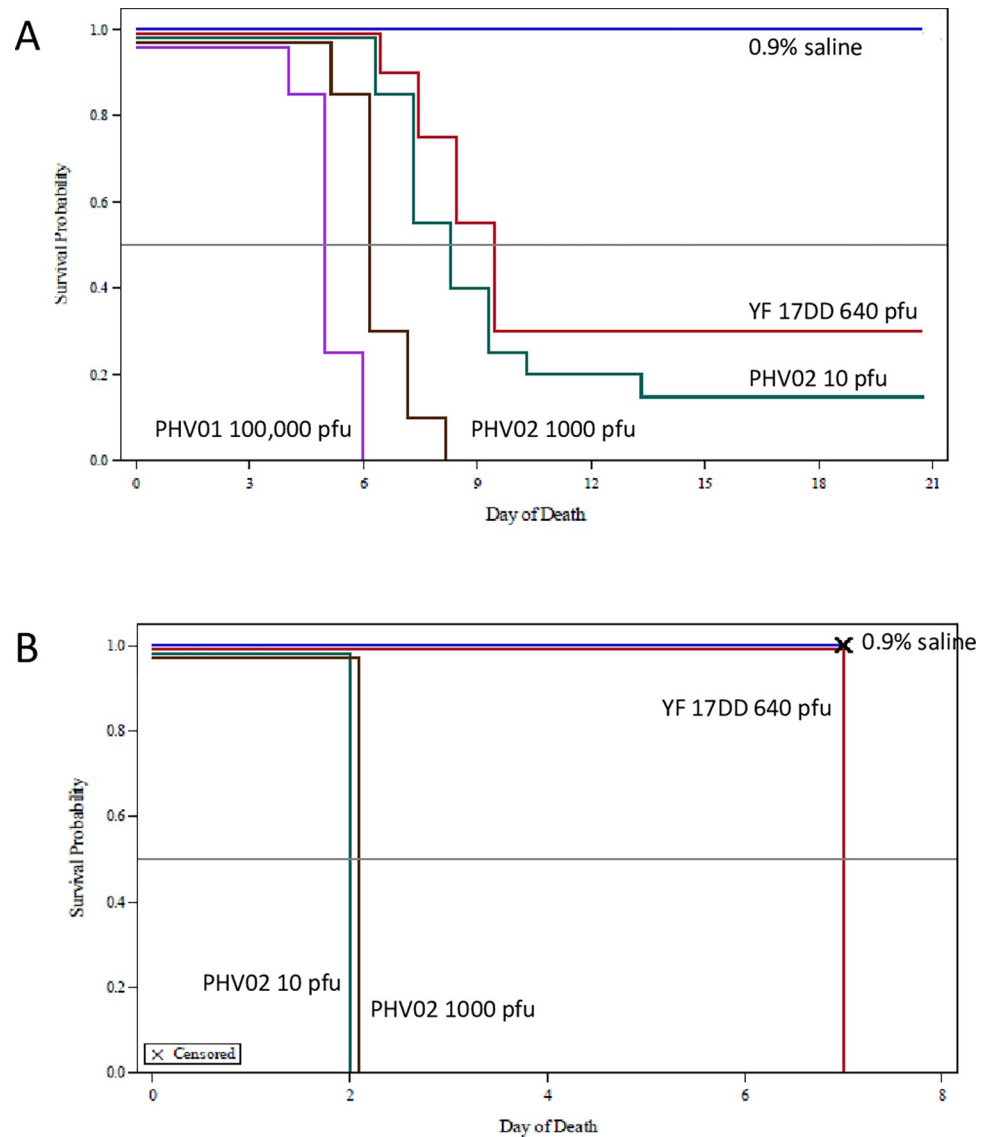 A
1.0
0.8
0.6
0.4
0.2
0.0
Survival Probability
0.9% saline
YF 17DD 640 pfu
PHV02 10 pfu
PHV01 100,000 pfu
PHV02 1000 pfu
0 3 6 9 12 15 18 21
Day of Death
B
1.0
0.8
0.6
0.4
0.2
0.0
Survival Probability
0.9% saline
YF 17DD 640 pfu
PHV02 10 pfu
PHV02 1000 pfu
Censored
0 2 4 6 8
Day of Death